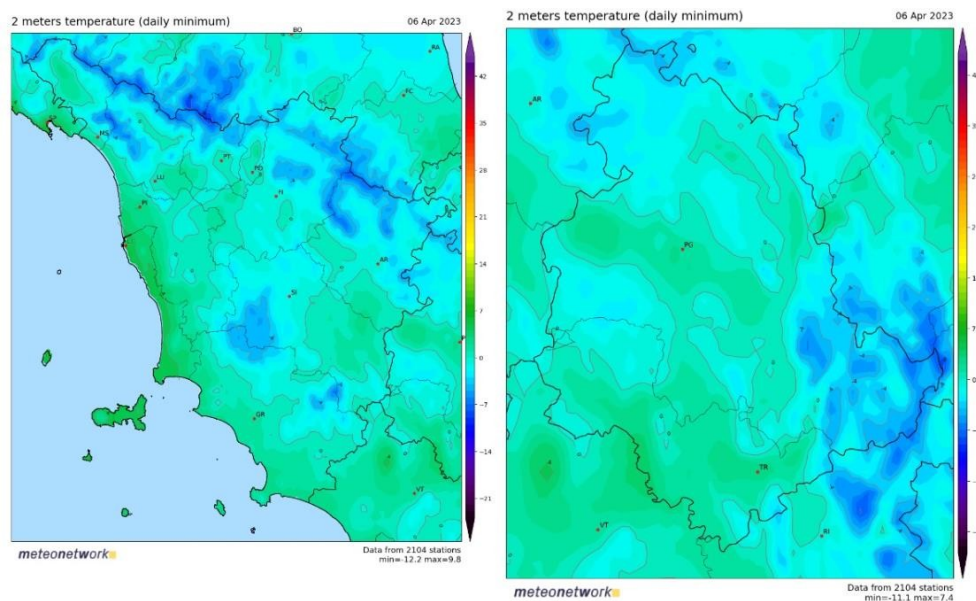 2 meters temperature (daily minimum)
06 Apr 2023
BO
RA
FC
MS
PT
PO
LU
FI
PI
AR
SI
GR
VT
42
35
28
21
14
7
0
-7
-14
-21
meteonetwork
Data from 2104 stations
min=-12.2 max=9.8
2 meters temperature (daily minimum)
06 Apr 2023
AR
PG
TR
VT
RI
meteonetwork
Data from 2104 stations
min=-11.1 max=7.4